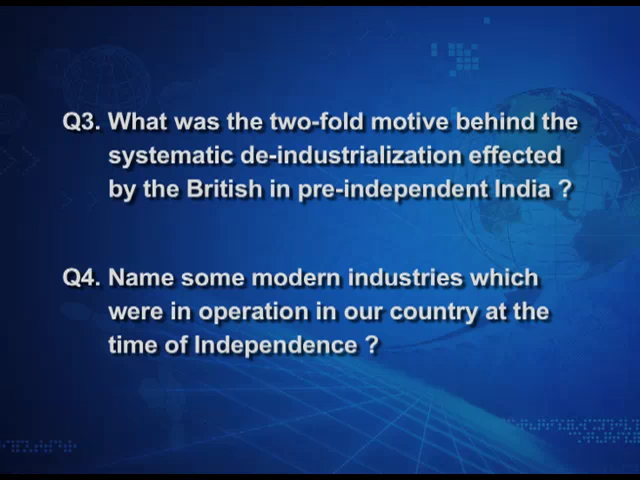 Q3. What was the two-fold motive behind the
systematic de-industrialization effected
by the British in pre-independent India ?
Q4. Name some modern industries which
were in operation in our country at the
time of Independence ?